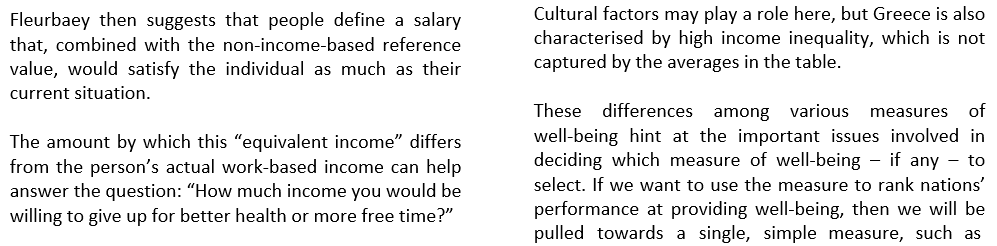 Fleurbaey then suggests that people define a salary
that, combined with the non-income-based reference
value, would satisfy the individual as much as their
current situation.
The amount by which this “equivalent income” differs
from the person’s actual work-based income can help
answer the question: “How much income you would be
willing to give up for better health or more free time?”
Cultural factors may play a role here, but Greece is also
characterised by high income inequality, which is not
captured by the averages in the table.
These differences among various measures of
well-being hint at the important issues involved in
deciding which measure of well-being – if any – to
select. If we want to use the measure to rank nations’
performance at providing well-being, then we will be
pulled towards a single, simple measure, such as